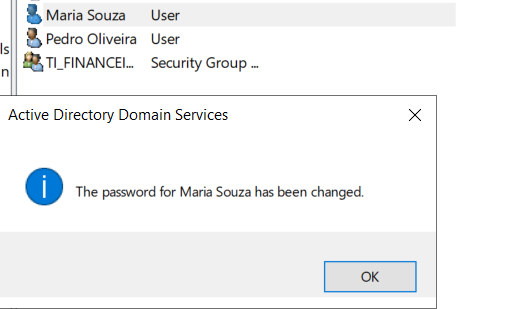 Maria Souza User
ls Pedro Oliveira User
n TI_FINANCEI... Security Group ...
Active Directory Domain Services
The password for Maria Souza has been changed.
OK